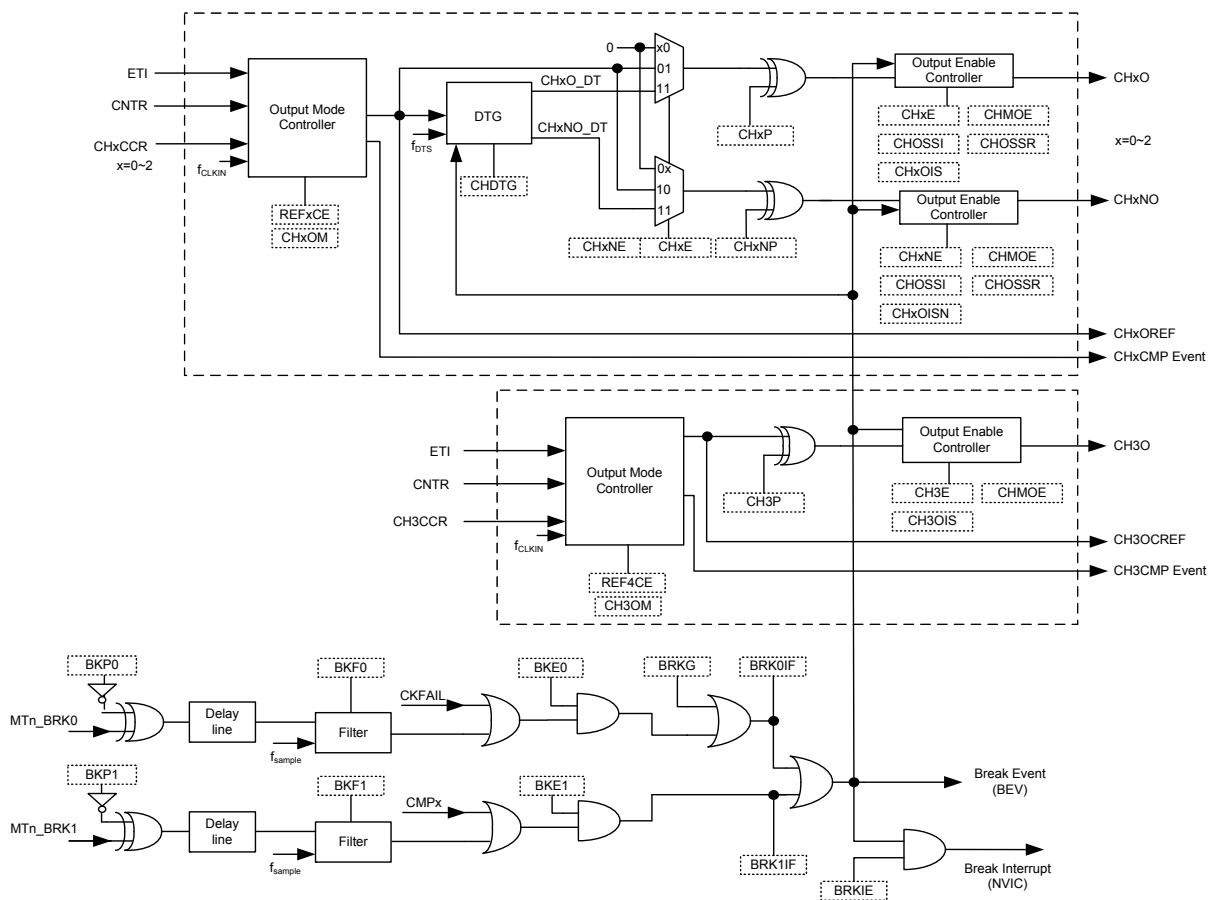 ETI
CNTR
CHxCCR
x=0~2
fCLKIN
Output Mode
Controller
REFxCE
CHxOM
0
x0
01
11
DTG
fDTS
CHDTG
CHxO_DT
CHxNO_DT
0x
10
11
CHxNE
CHxE
CHxP
CHxNP
Output Enable
Controller
CHxE
CHMOE
CHOSSI
CHOSSR
CHxOIS
CHxO
x=0~2
Output Enable
Controller
CHxNE
CHMOE
CHOSSI
CHOSSR
CHxOISN
CHxNO
CHxOREF
CHxCMP Event
ETI
CNTR
CH3CCR
fCLKIN
Output Mode
Controller
REF4CE
CH3OM
CH3P
Output Enable
Controller
CH3E
CHMOE
CH3OIS
CH3O
CH3OCREF
CH3CMP Event
BKP0
MTn_BRK0
Delay
line
BKF0
Filter
fsample
CKFAIL
BKE0
BRKG
BRK0IF
BKP1
MTn_BRK1
Delay
line
BKF1
Filter
fsample
CMPx
BKE1
BRK1IF
BRKIE
Break Event
(BEV)
Break Interrupt
(NVIC)